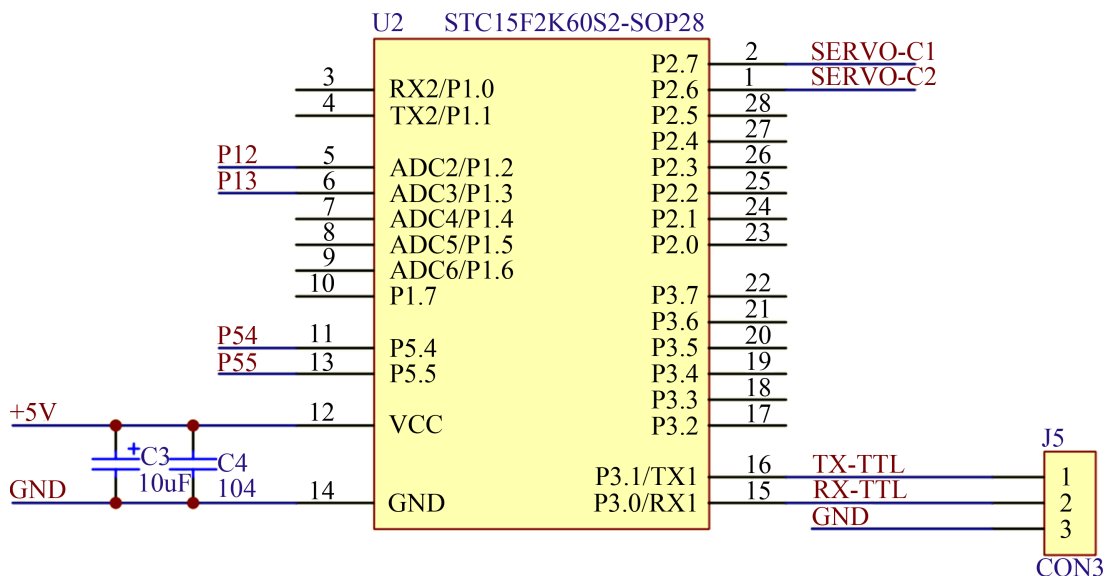 U2 STC15F2K60S2-SOP28
P2.7 2 SERVO-C1
3 RX2/P1.0 P2.6 1 SERVO-C2
4 TX2/P1.1 P2.5 28
P2.4 27
P12 5 ADC2/P1.2 P2.3 26
P13 6 ADC3/P1.3 P2.2 25
7 ADC4/P1.4 P2.1 24
8 ADC5/P1.5 P2.0 23
9 ADC6/P1.6
10 P1.7 P3.7 22
P3.6 21
P54 11 P5.4 P3.5 20
P55 13 P5.5 P3.4 19
P3.3 18
+5V 12 VCC P3.2 17
J5
+ C3 C4 P3.1/TX1 16 TX-TTL 1
10uF 104
GND 14 GND P3.0/RX1 15 RX-TTL 2
GND 3
CON3